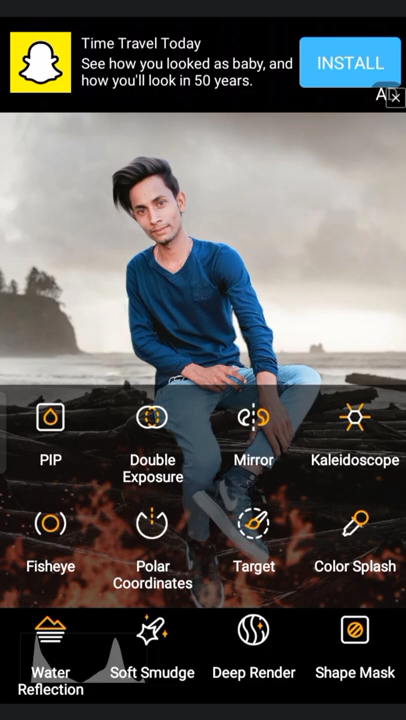 Time Travel Today
See how you looked as baby, and
how you'll look in 50 years.
INSTALL
PIP
Double
Exposure
Mirror
Kaleidoscope
Fisheye
Polar
Coordinates
Target
Color Splash
Water
Reflection
Soft Smudge
Deep Render
Shape Mask